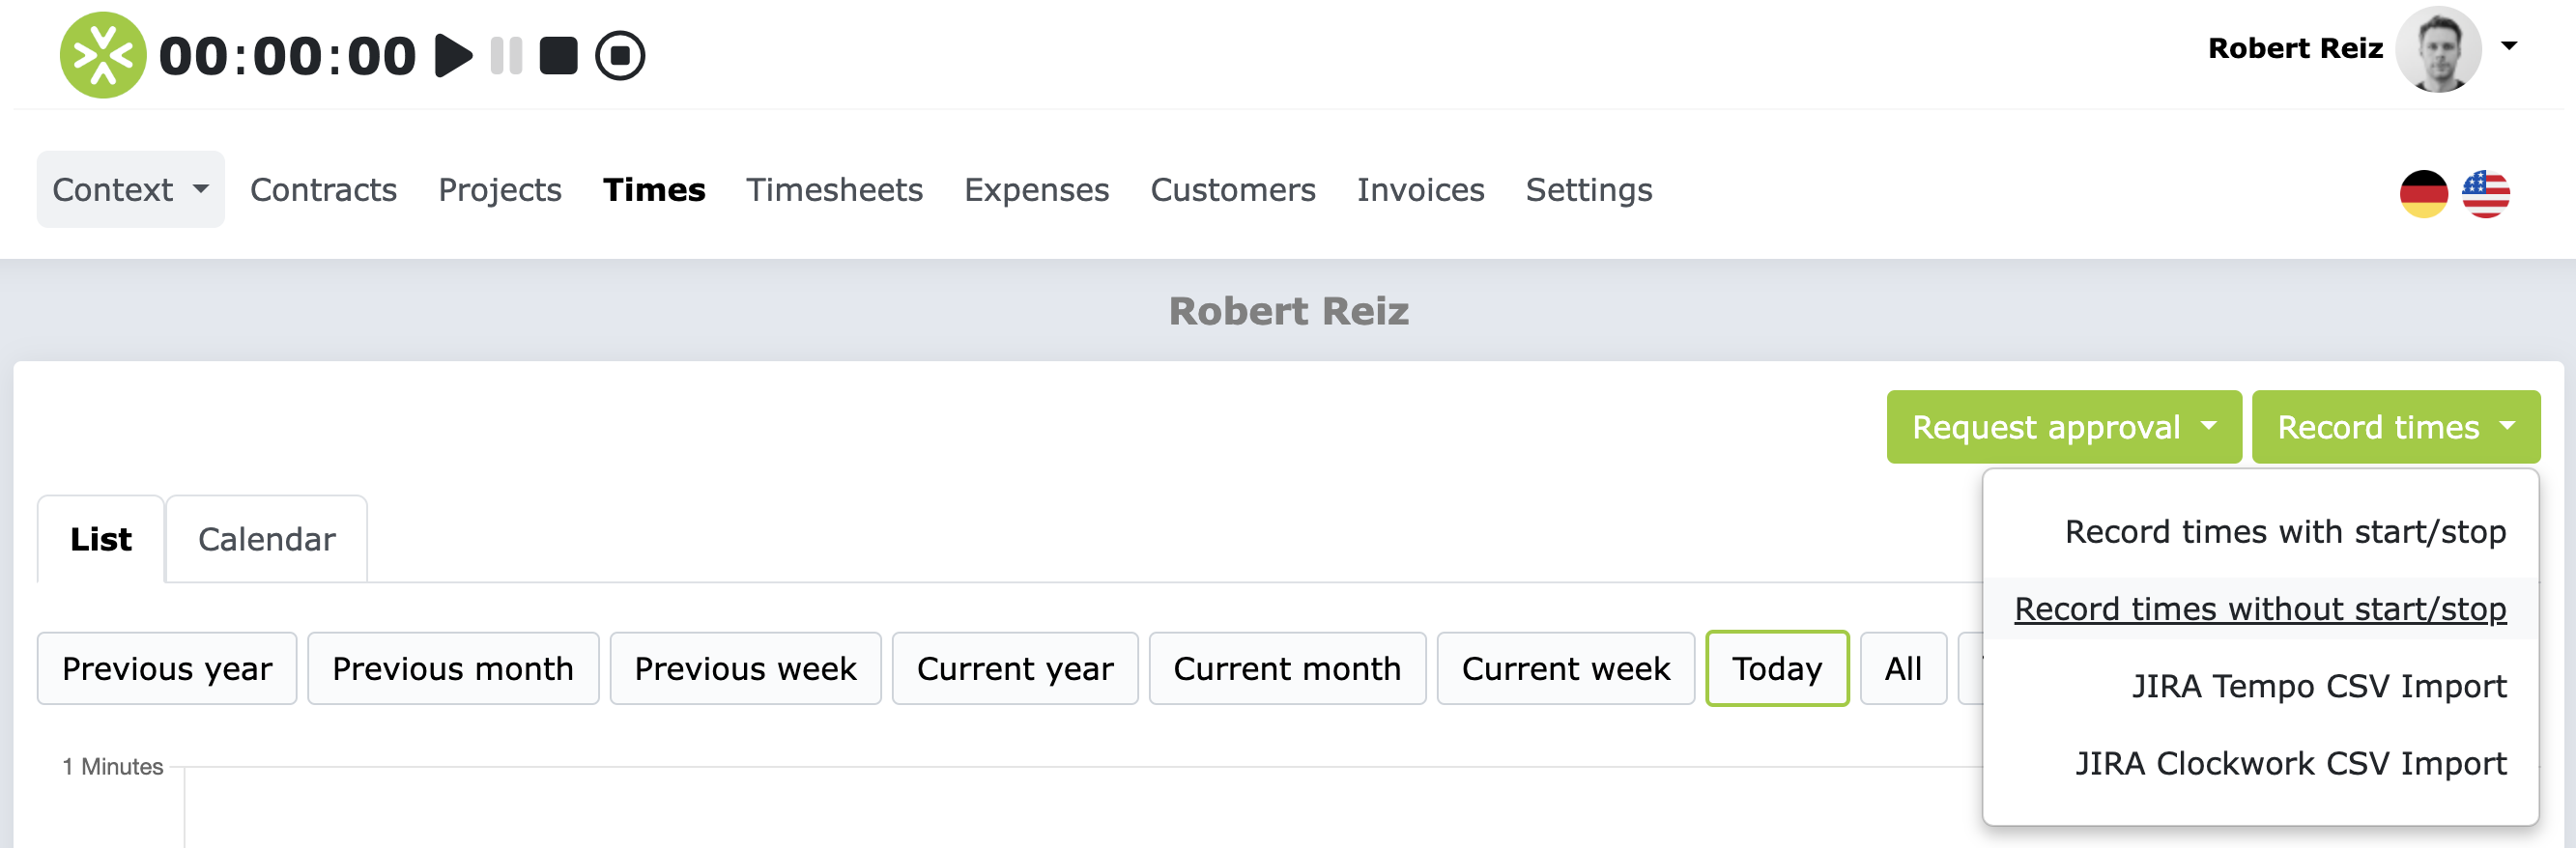 00:00:00
Robert Reiz
Context Contracts Projects Times Timesheets Expenses Customers Invoices Settings
Robert Reiz
Request approval Record times
Record times with start/stop
List Calendar
Record times without start/stop
Previous year Previous month Previous week Current year Current month Current week Today All
JIRA Tempo CSV Import
JIRA Clockwork CSV Import
1 Minutes